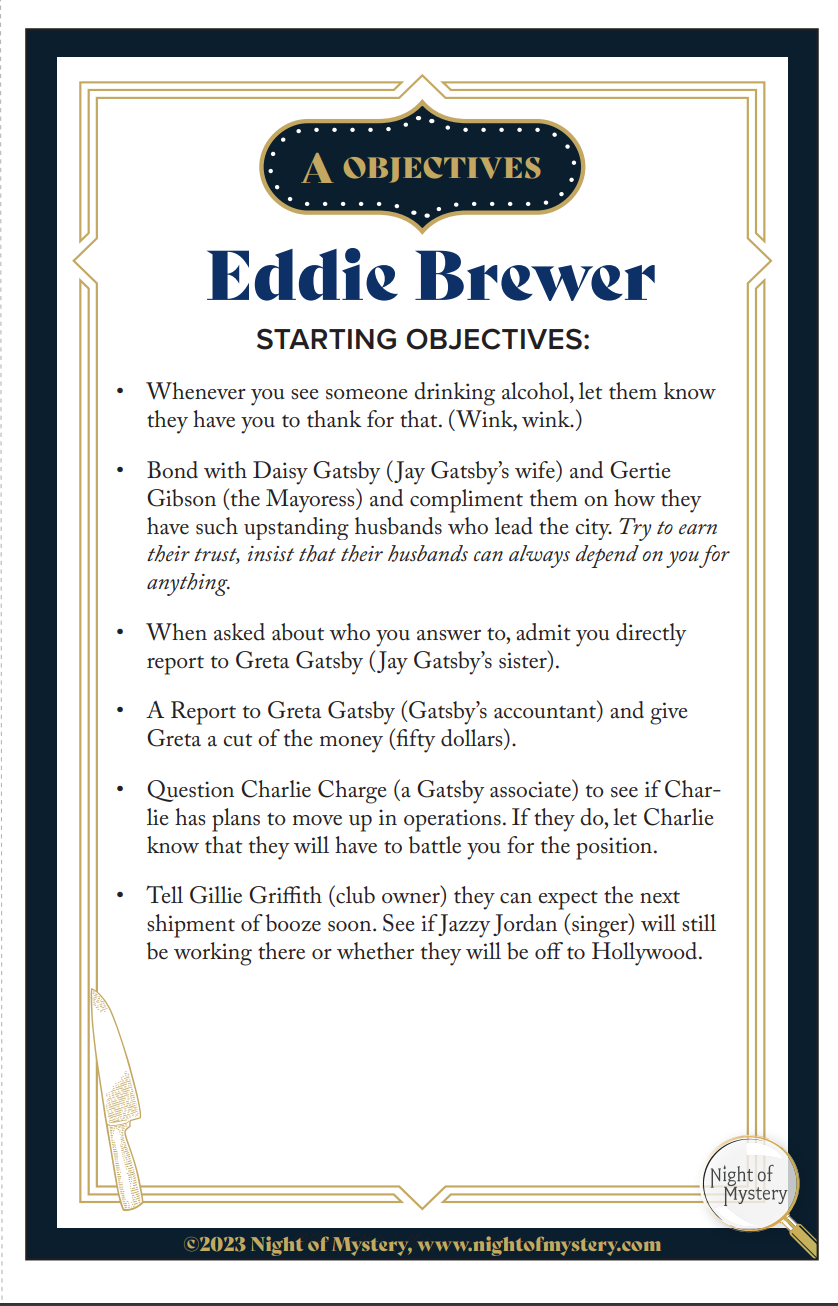 A OBJECTIVES
Eddie Brewer
STARTING OBJECTIVES:
• Whenever you see someone drinking alcohol, let them know
they have you to thank for that. (Wink, wink.)
• Bond with Daisy Gatsby (Jay Gatsby’s wife) and Gertie
Gibson (the Mayoress) and compliment them on how they
have such upstanding husbands who lead the city. Try to earn
their trust, insist that their husbands can always depend on you for
anything.
• When asked about who you answer to, admit you directly
report to Greta Gatsby (Jay Gatsby’s sister).
• A Report to Greta Gatsby (Gatsby’s accountant) and give
Greta a cut of the money (fifty dollars).
• Question Charlie Charge (a Gatsby associate) to see if Char-
lie has plans to move up in operations. If they do, let Charlie
know that they will have to battle you for the position.
• Tell Gillie Griffith (club owner) they can expect the next
shipment of booze soon. See if Jazzy Jordan (singer) will still
be working there or whether they will be off to Hollywood.
Night of
Mystery
©2023 Night of Mystery, www.nightofmystery.com